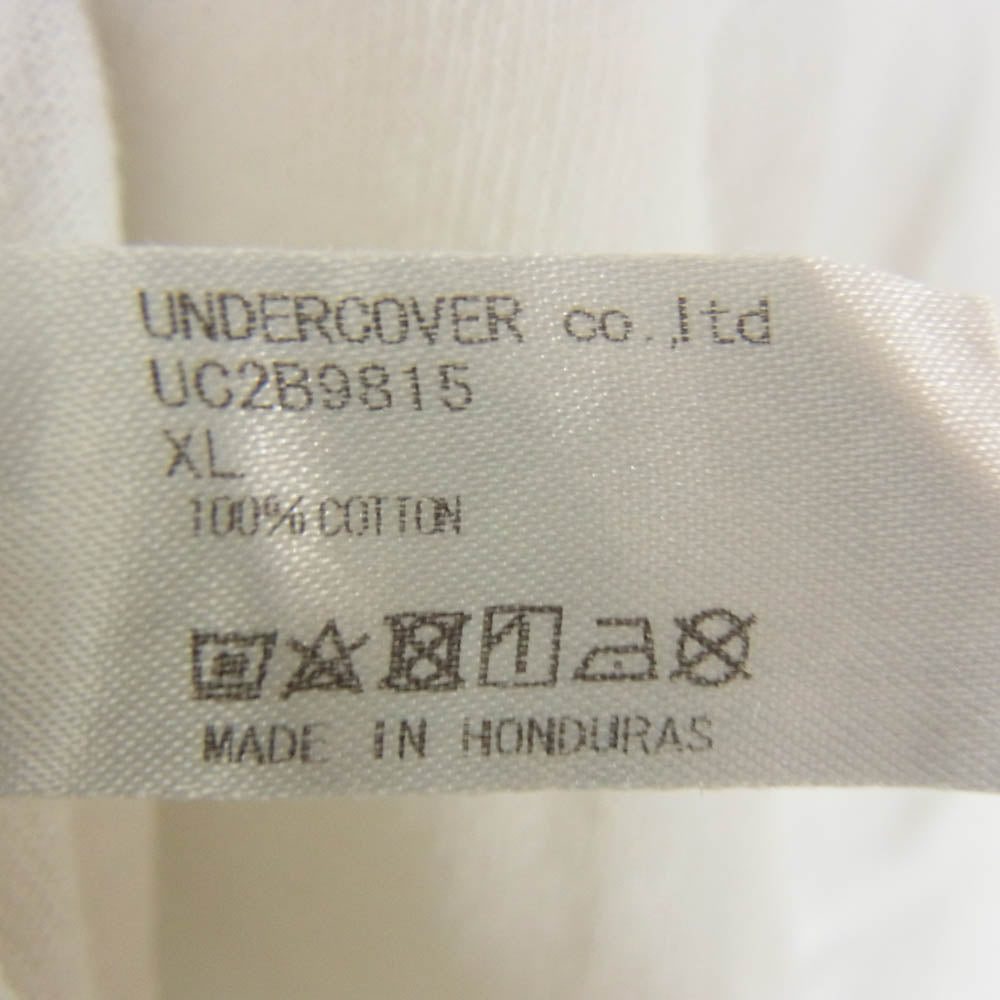 UNDERCOVER co.,ltd
UC2B9815
XL
100% COTTON
MADE IN HONDURAS